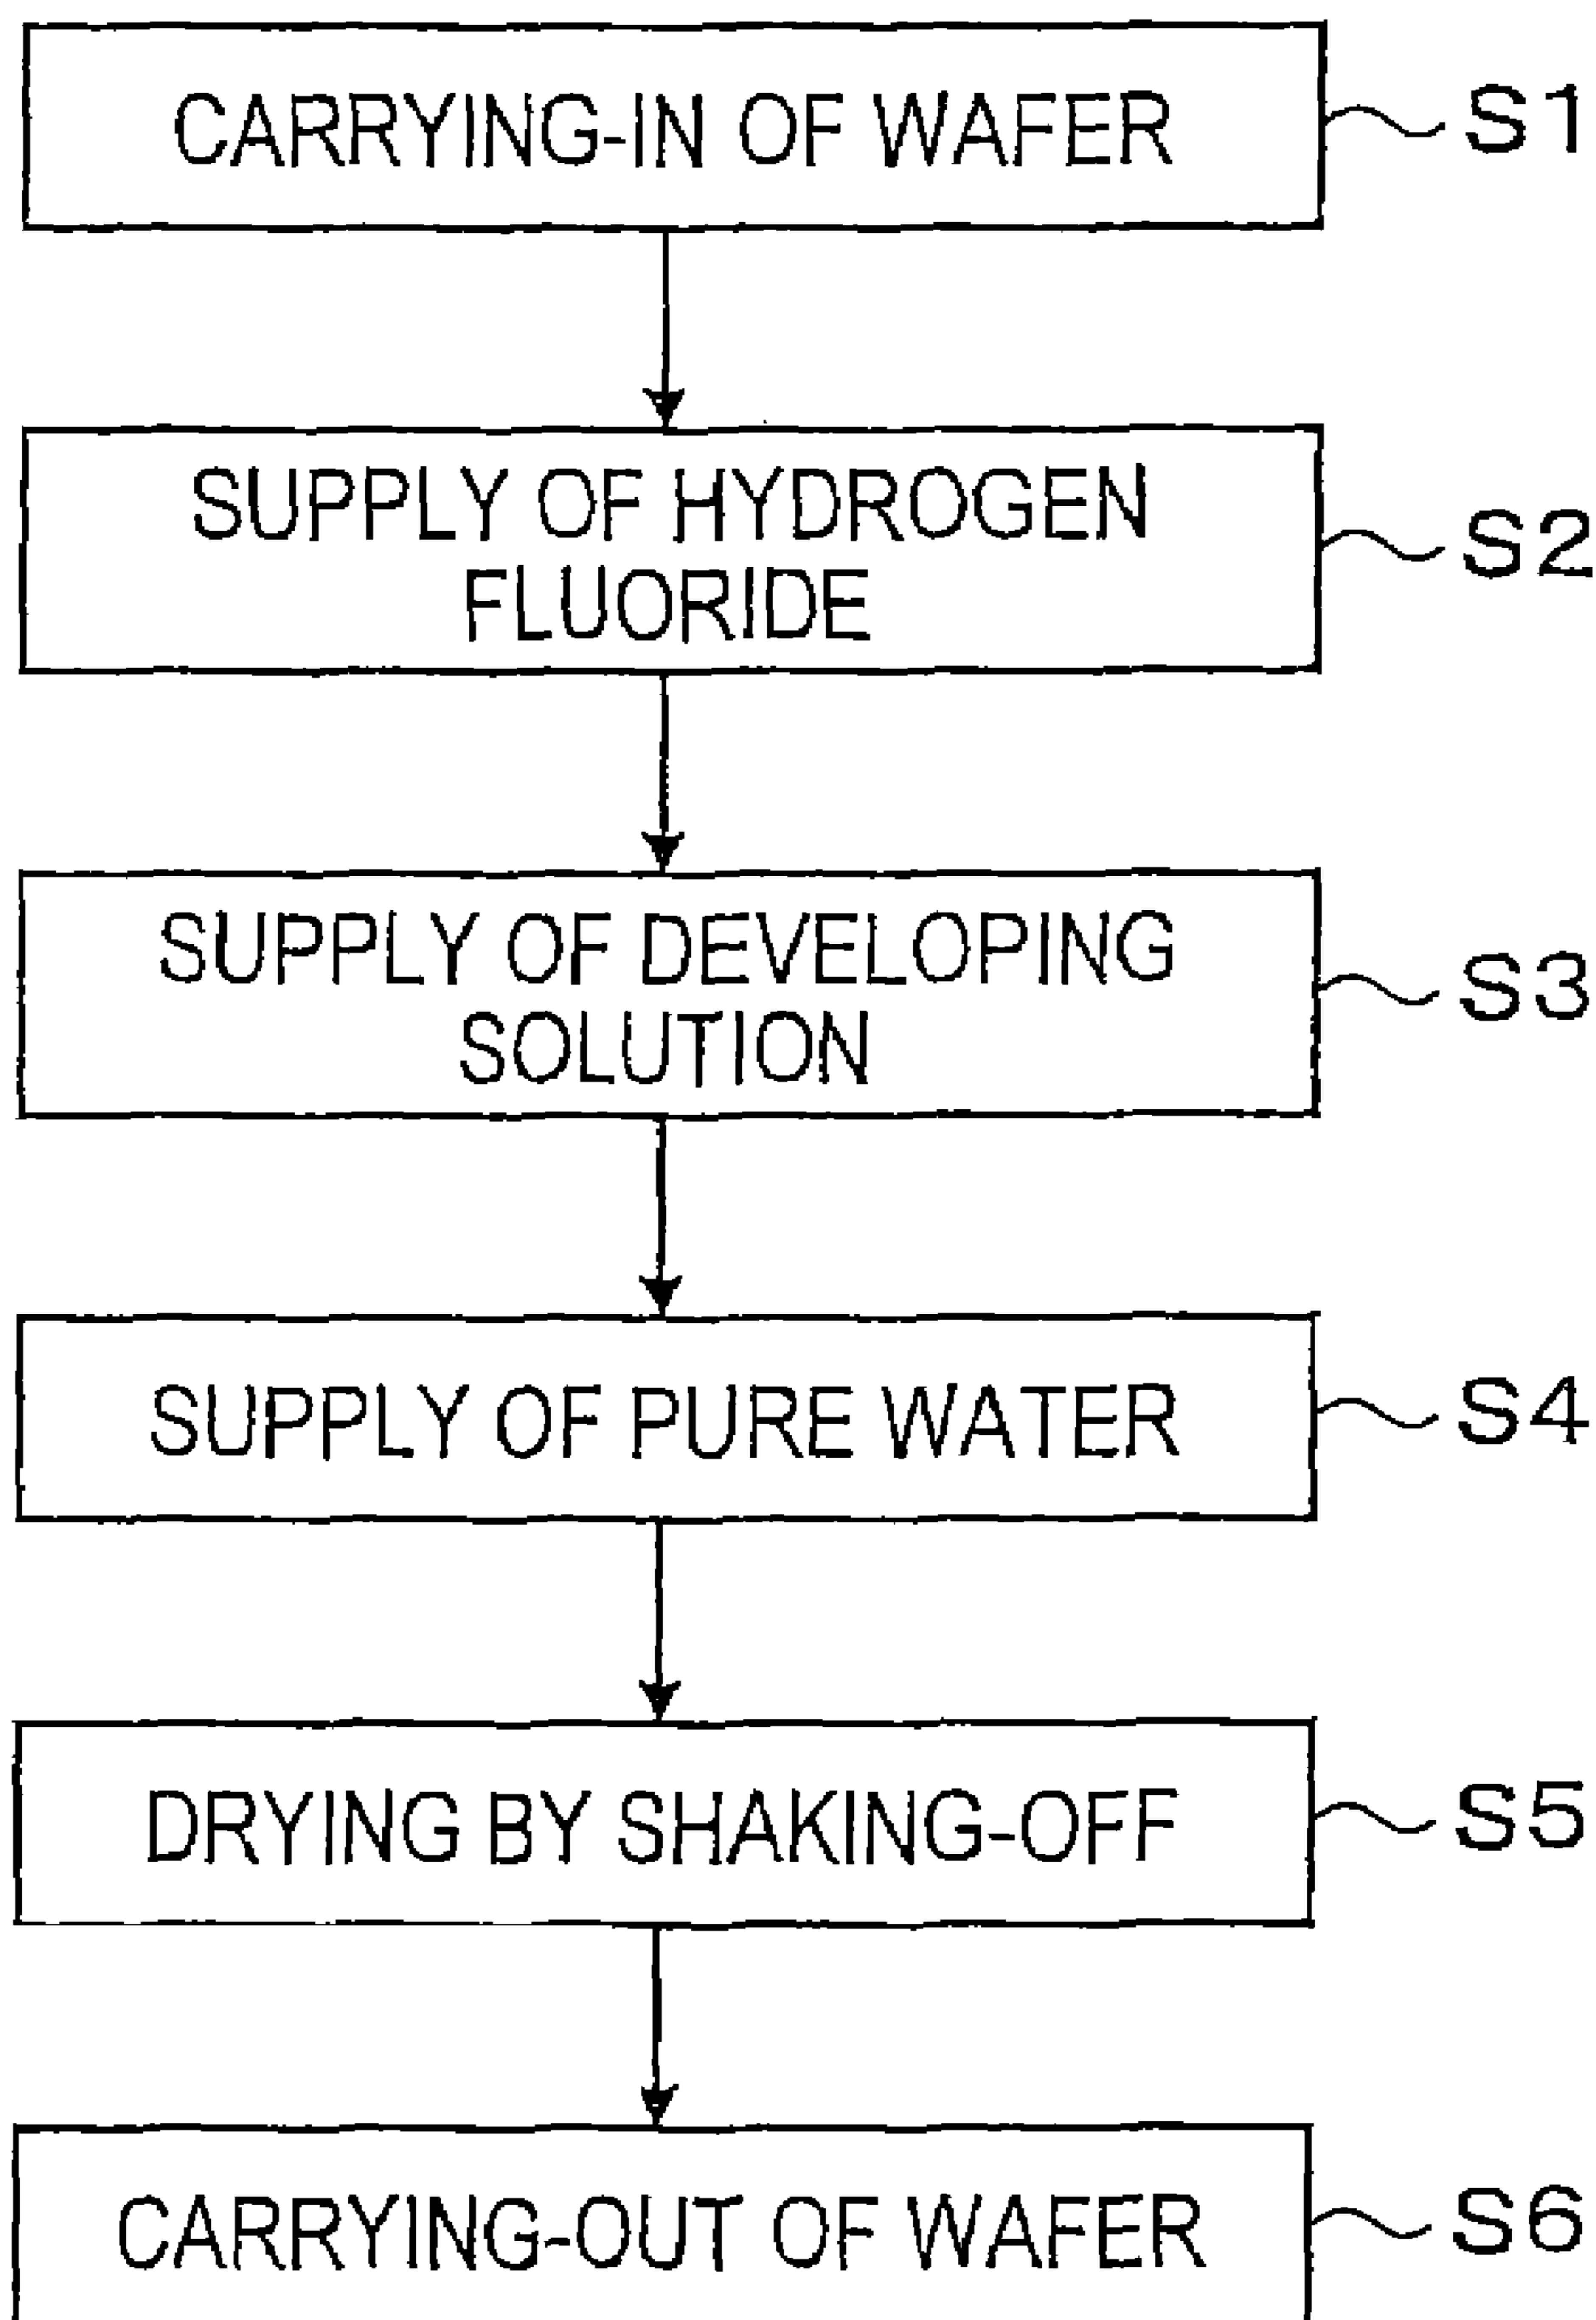 CARRYING-IN OF WAFER
S1
SUPPLY OF HYDROGEN
FLUORIDE
S2
SUPPLY OF DEVELOPING
SOLUTION
S3
SUPPLY OF PURE WATER
S4
DRYING BY SHAKING-OFF
S5
CARRYING-OUT OF WAFER
S6